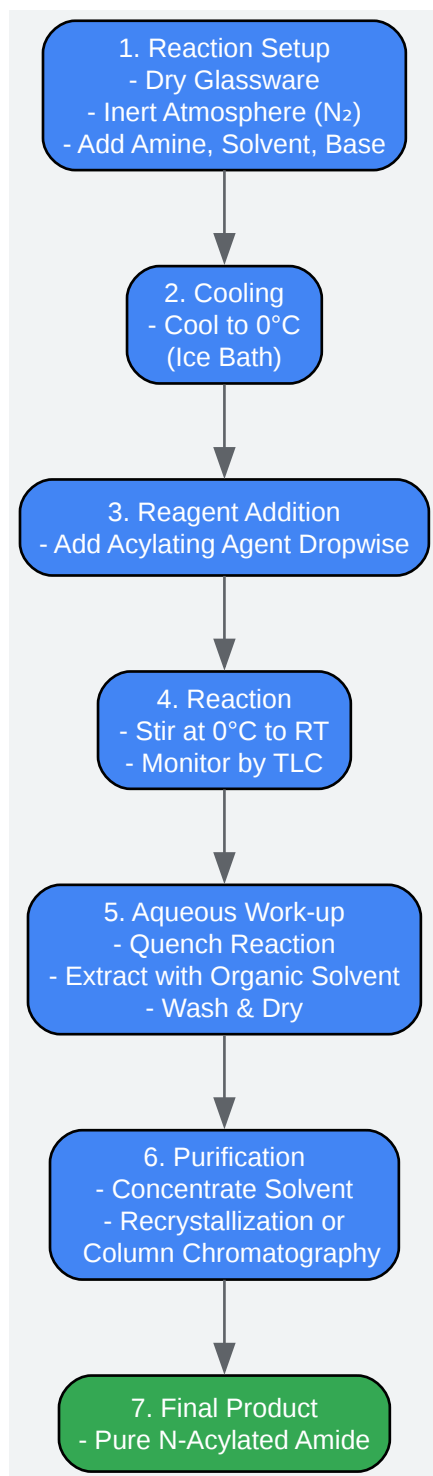 1. Reaction Setup
- Dry Glassware
- Inert Atmosphere (N₂)
- Add Amine, Solvent, Base
2. Cooling
- Cool to 0°C
(Ice Bath)
3. Reagent Addition
- Add Acylating Agent Dropwise
4. Reaction
- Stir at 0°C to RT
- Monitor by TLC
5. Aqueous Work-up
- Quench Reaction
- Extract with Organic Solvent
- Wash & Dry
6. Purification
- Concentrate Solvent
- Recrystallization or
Column Chromatography
7. Final Product
- Pure N-Acylated Amide